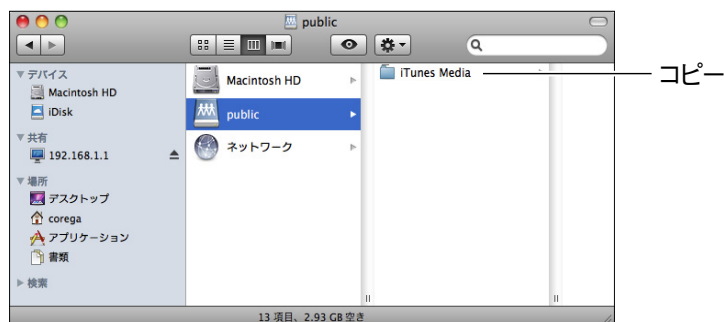 public
▼デバイス
Macintosh HD
iDisk
▼共有
192.168.1.1
▼場所
デスクトップ
corega
アプリケーション
書類
▶検索
Macintosh HD
public
ネットワーク
iTunes Media
コピー
13 項目、2.93 GB 空き